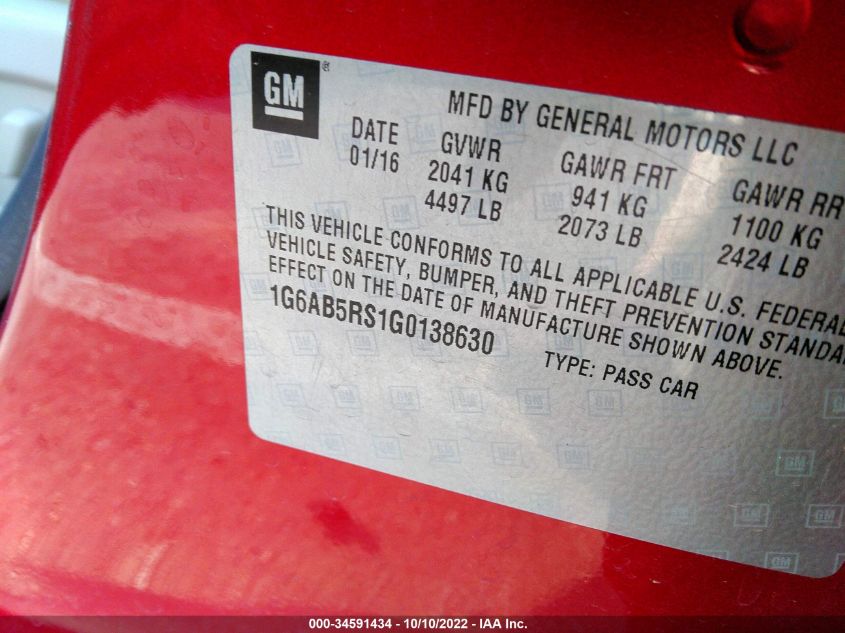 GM ®
MFD BY GENERAL MOTORS LLC
DATE GVWR GAWR FRT GAWR RR
01/16 2041 KG 941 KG 1100 KG
4497 LB 2073 LB 2424 LB
THIS VEHICLE CONFORMS TO ALL APPLICABLE U.S. FEDERAL
VEHICLE SAFETY, BUMPER, AND THEFT PREVENTION
EFFECT ON THE DATE OF MANUFACTURE SHOWN ABOVE.
1G6AB5RS1G0138630 TYPE: PASS CAR
000-34591434 - 10/10/2022 - IAA Inc.